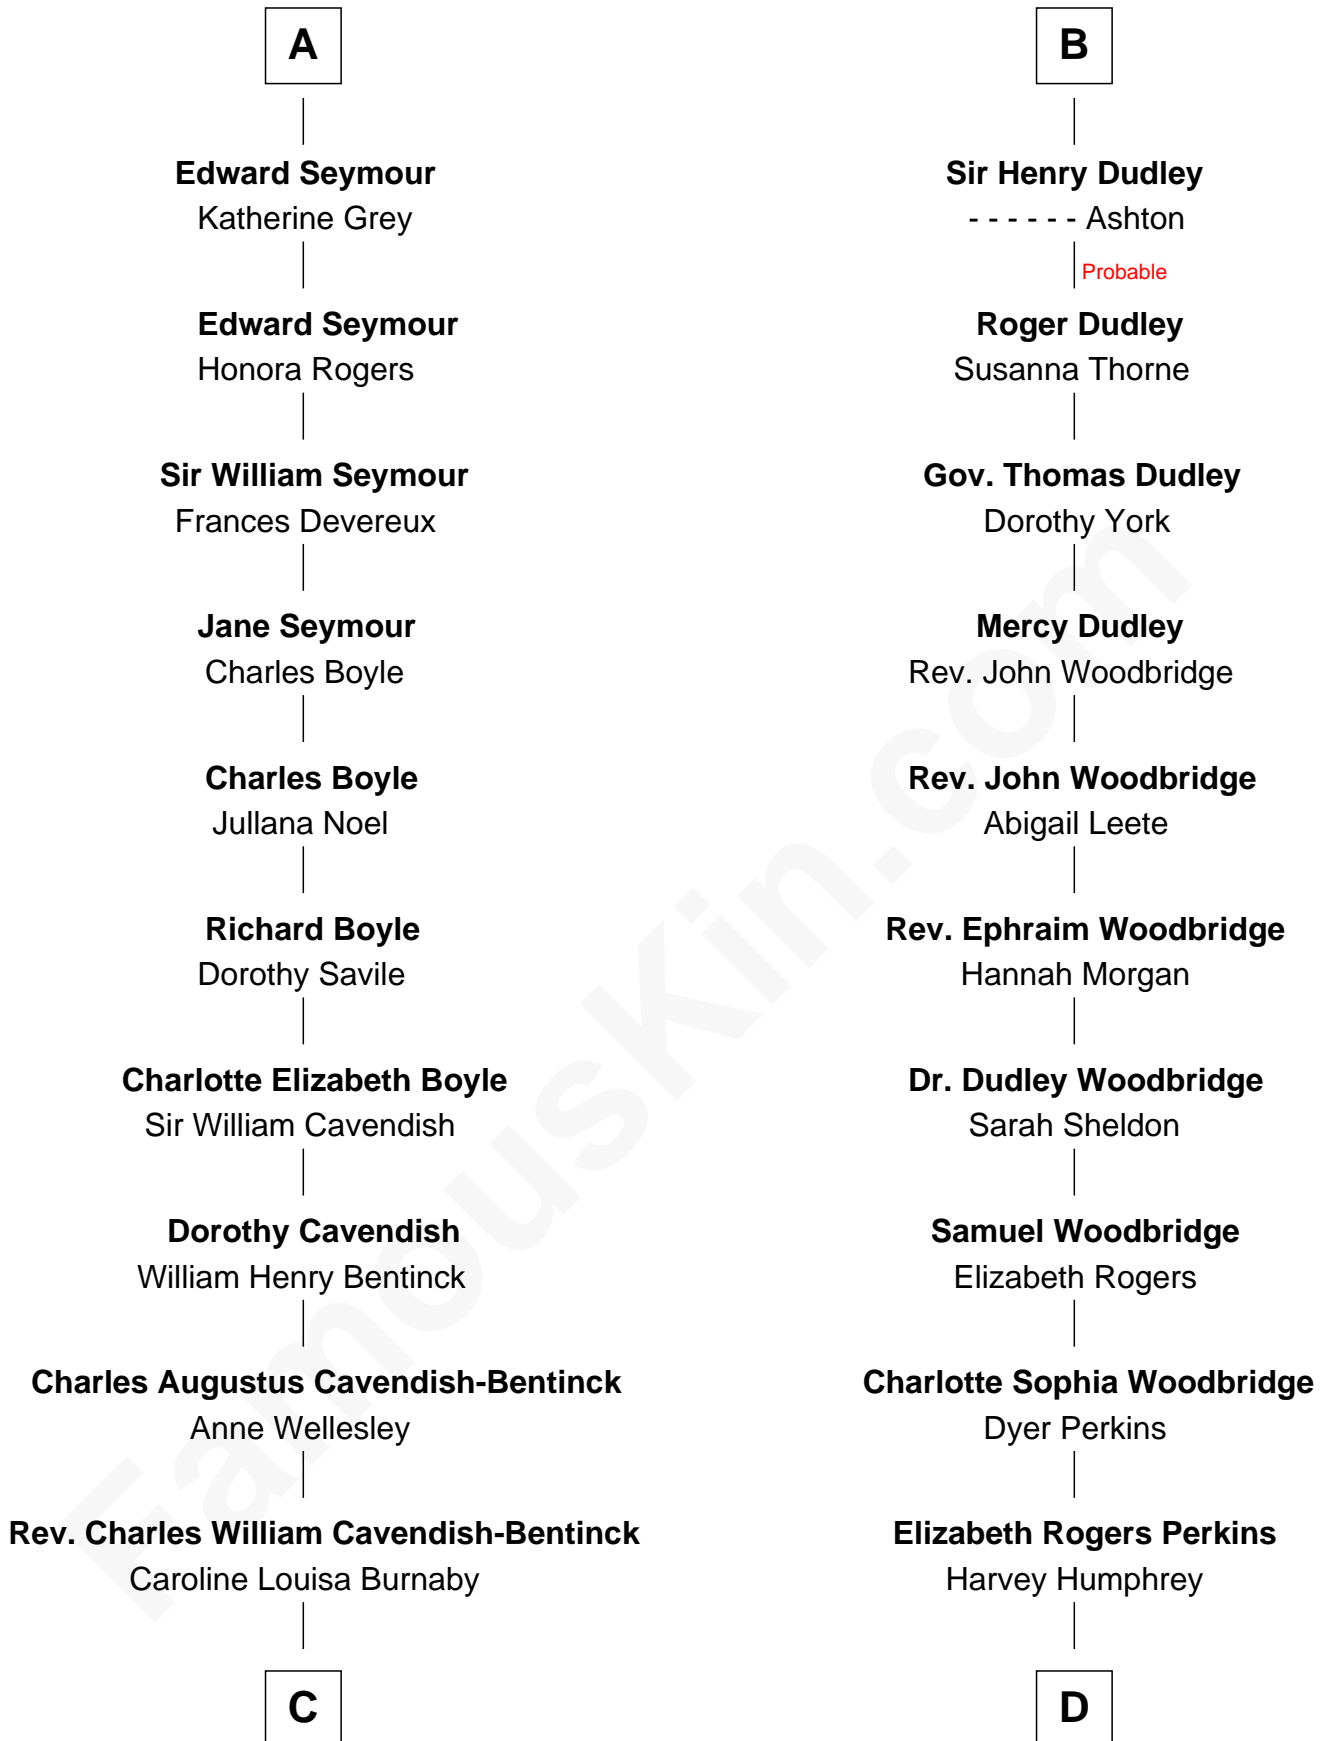 A
Edward Seymour
Katherine Grey
Edward Seymour
Honora Rogers
Sir William Seymour
Frances Devereux
Jane Seymour
Charles Boyle
Charles Boyle
Jullana Noel
Richard Boyle
Dorothy Savile
Charlotte Elizabeth Boyle
Sir William Cavendish
Dorothy Cavendish
William Henry Bentinck
Charles Augustus Cavendish-Bentinck
Anne Wellesley
Rev. Charles William Cavendish-Bentinck
Caroline Louisa Burnaby
C
B
Sir Henry Dudley
- - - - - - Ashton
Probable
Roger Dudley
Susanna Thorne
Gov. Thomas Dudley
Dorothy York
Mercy Dudley
Rev. John Woodbridge
Rev. John Woodbridge
Abigail Leete
Rev. Ephraim Woodbridge
Hannah Morgan
Dr. Dudley Woodbridge
Sarah Sheldon
Samuel Woodbridge
Elizabeth Rogers
Charlotte Sophia Woodbridge
Dyer Perkins
Elizabeth Rogers Perkins
Harvey Humphrey
D
FamousKin.com